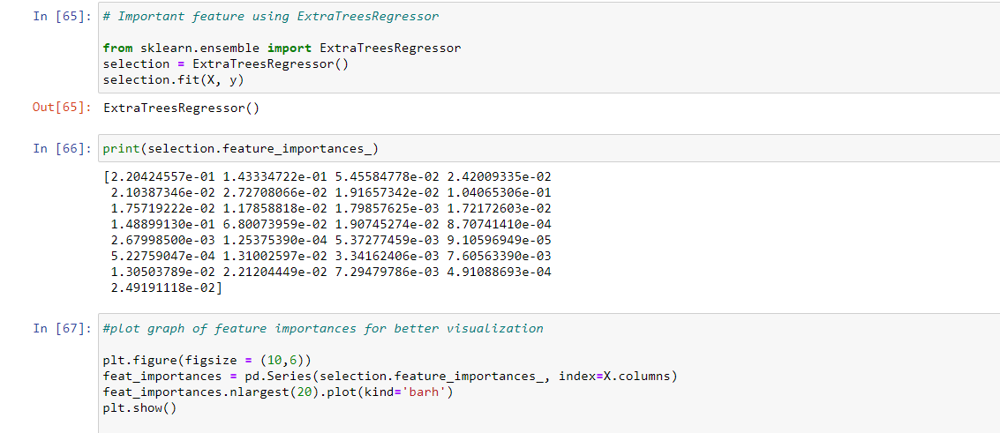 In [65]: # Important feature using ExtraTreesRegressor
from sklearn.ensemble import ExtraTreesRegressor
selection = ExtraTreesRegressor()
selection.fit(X, y)
Out[65]: ExtraTreesRegressor()
In [66]: print(selection.feature_importances_)
[2.20424557e-01 1.43334722e-01 5.45584778e-02 2.42009335e-02
2.10387346e-02 2.72708066e-02 1.91657342e-02 1.04065306e-01
1.75719222e-02 1.17858818e-02 1.79857625e-03 1.72172603e-02
1.48899130e-01 6.80073959e-02 1.90745274e-02 8.70741410e-04
2.67998500e-03 1.25375390e-04 5.37277459e-03 9.10596949e-05
5.22759047e-04 1.31002597e-02 3.34162406e-03 7.60563390e-03
1.30503789e-02 2.21204449e-02 7.29479786e-03 4.91088693e-04
2.49191118e-02]
In [67]: #plot graph of feature importances for better visualization
plt.figure(figsize = (10,6))
feat_importances = pd.Series(selection.feature_importances_, index=X.columns)
feat_importances.nlargest(20).plot(kind='barh')
plt.show()